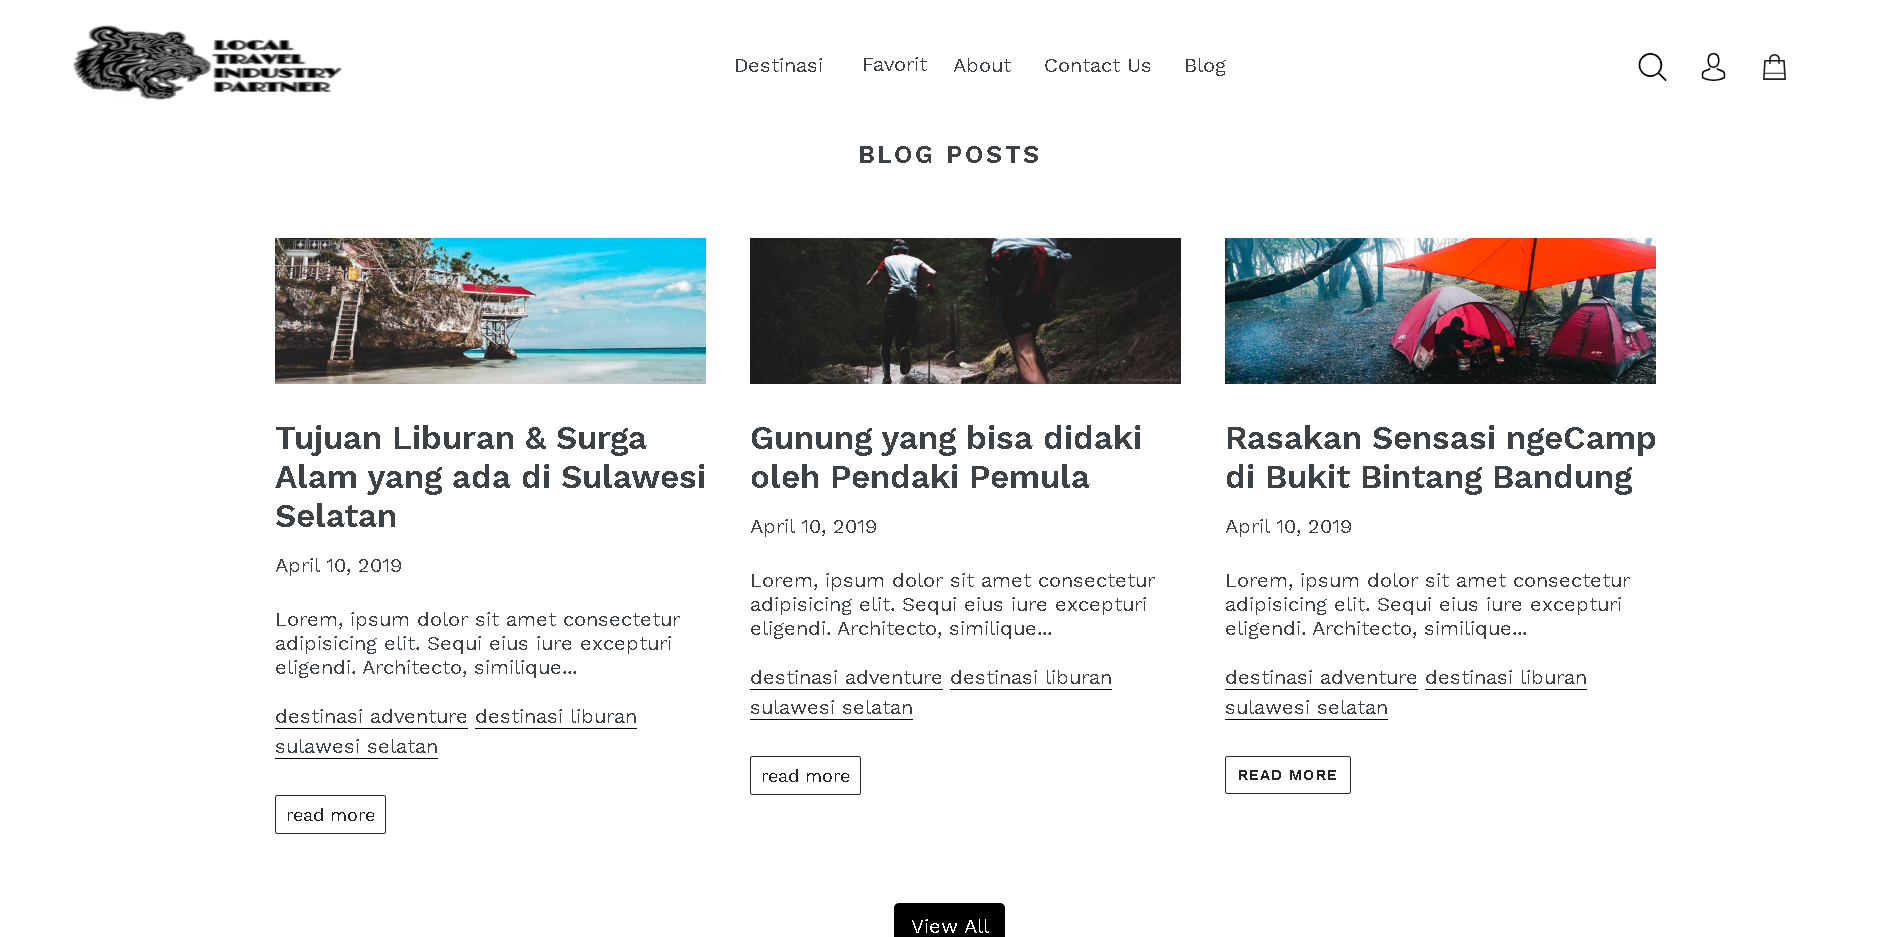 LOCAL
TRAVEL
INDUSTRY
PARTNER
Destinasi Favorit About Contact Us Blog
BLOG POSTS
Tujuan Liburan & Surga
Alam yang ada di Sulawesi
Selatan
April 10, 2019
Lorem, ipsum dolor sit amet consectetur
adipisicing elit. Sequi eius iure excepturi
eligendi. Architecto, similique...
destinasi adventure destinasi liburan
sulawesi selatan
read more
Gunung yang bisa didaki
oleh Pendaki Pemula
April 10, 2019
Lorem, ipsum dolor sit amet consectetur
adipisicing elit. Sequi eius iure excepturi
eligendi. Architecto, similique...
destinasi adventure destinasi liburan
sulawesi selatan
read more
Rasakan Sensasi ngeCamp
di Bukit Bintang Bandung
April 10, 2019
Lorem, ipsum dolor sit amet consectetur
adipisicing elit. Sequi eius iure excepturi
eligendi. Architecto, similique...
destinasi adventure destinasi liburan
sulawesi selatan
READ MORE
View All